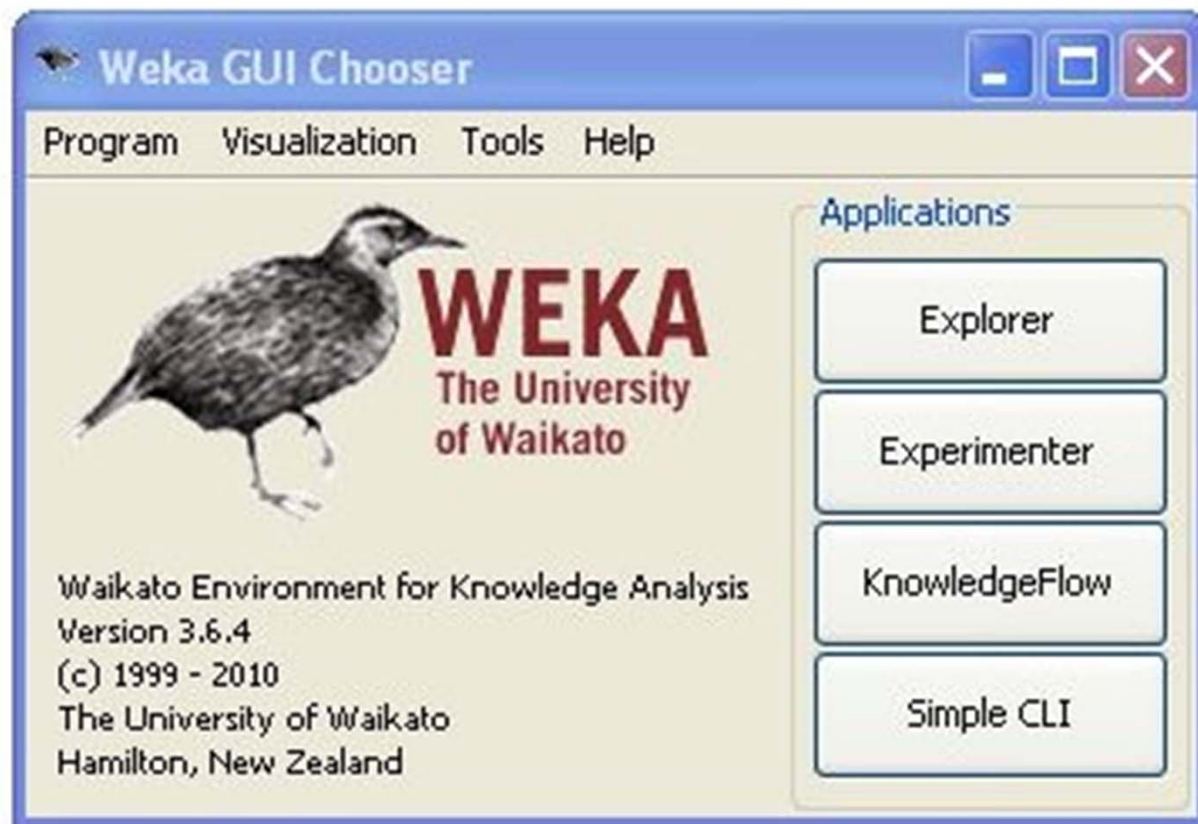 Weka GUI Chooser
Program Visualization Tools Help
WEKA
The University
of Waikato
Waikato Environment for Knowledge Analysis
Version 3.6.4
(c) 1999 - 2010
The University of Waikato
Hamilton, New Zealand
Applications
Explorer
Experimenter
KnowledgeFlow
Simple CLI